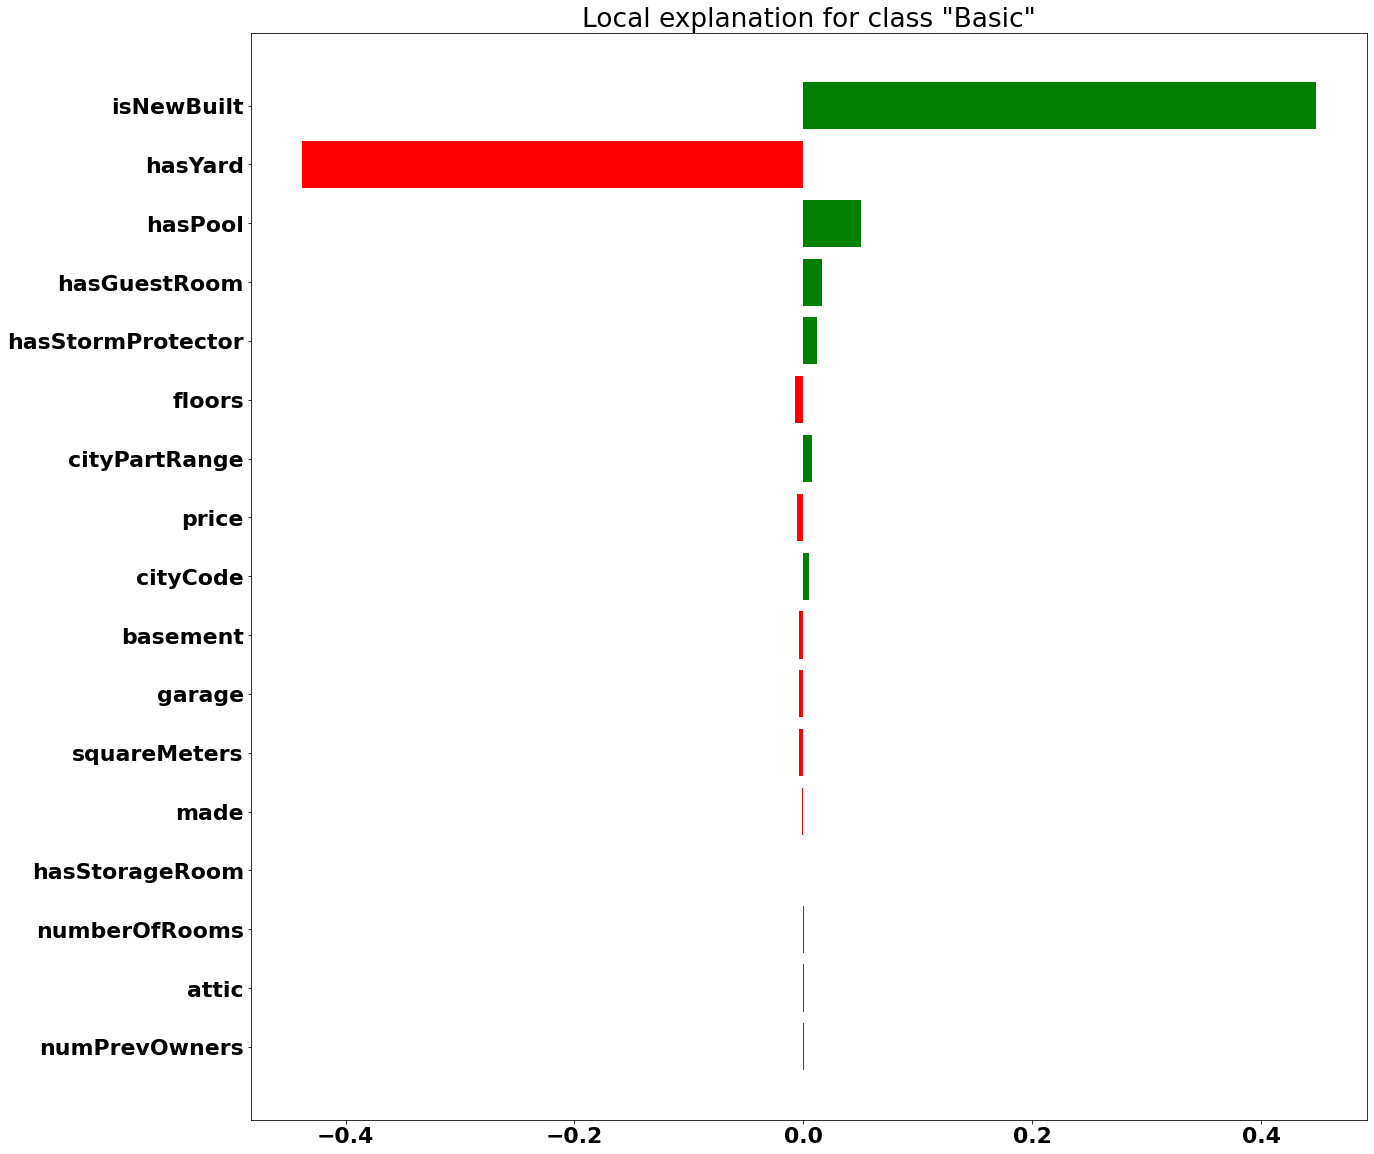 Local explanation for class "Basic"
isNewBuilt
hasYard
hasPool
hasGuestRoom
hasStormProtector
floors
cityPartRange
price
cityCode
basement
garage
squareMeters
made
hasStorageRoom
numberOfRooms
attic
numPrevOwners
−0.4 −0.2 0.0 0.2 0.4